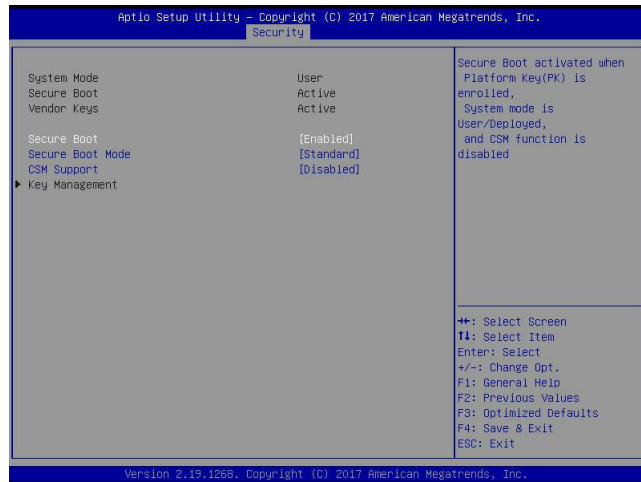 Aptio Setup Utility – Copyright (C) 2017 American Megatrends, Inc.
Security
System Mode User
Secure Boot Active
Vendor Keys Active
Secure Boot [Enabled]
Secure Boot Mode [Standard]
CSM Support [Disabled]
Key Management
Secure Boot activated when
Platform Key(PK) is
enrolled,
System mode is
User/Deployed,
and CSM function is
disabled
→←: Select Screen
↑↓: Select Item
Enter: Select
+/-: Change Opt.
F1: General Help
F2: Previous Values
F3: Optimized Defaults
F4: Save & Exit
ESC: Exit
Version 2.19.1268. Copyright (C) 2017 American Megatrends, Inc.